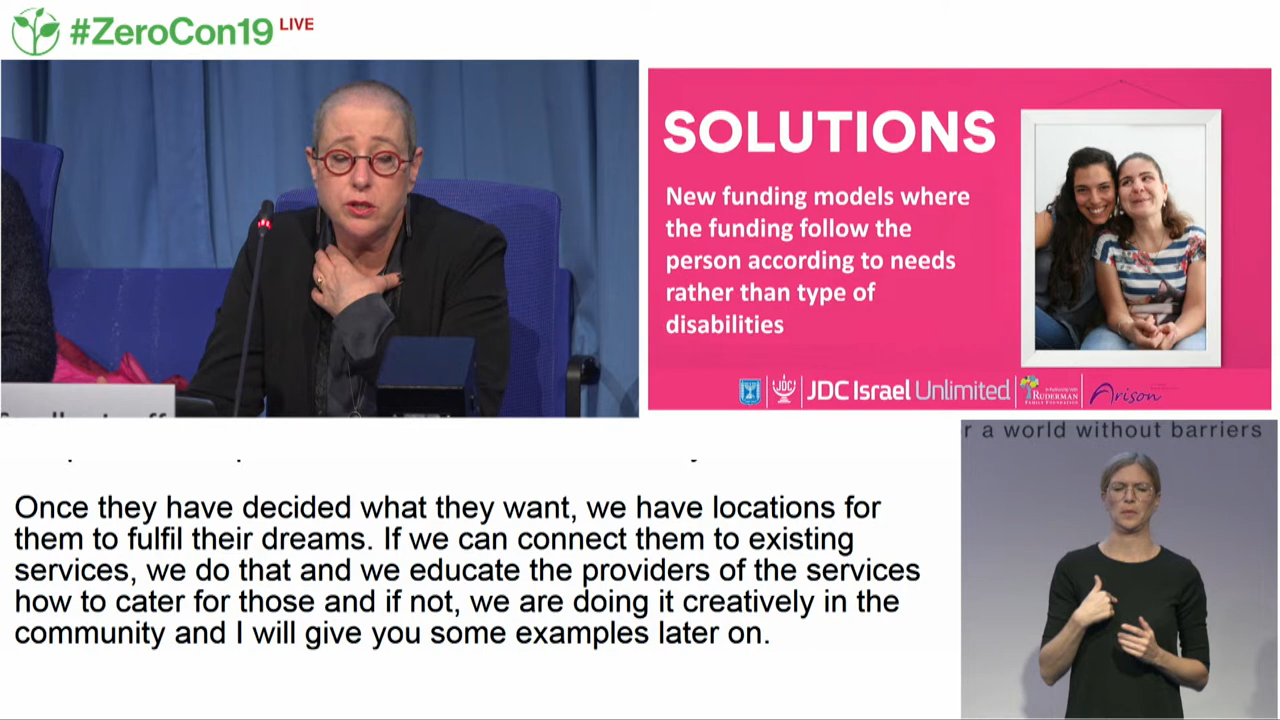 #ZeroCon19 LIVE
SOLUTIONS
New funding models where
the funding follow the
person according to needs
rather than type of
disabilities
JDC
JDC Israel Unlimited
RUDERMAN
FAMILY FOUNDATION
Arison
r a world without barriers
Once they have decided what they want, we have locations for
them to fulfil their dreams. If we can connect them to existing
services, we do that and we educate the providers of the services
how to cater for those and if not, we are doing it creatively in the
community and I will give you some examples later on.